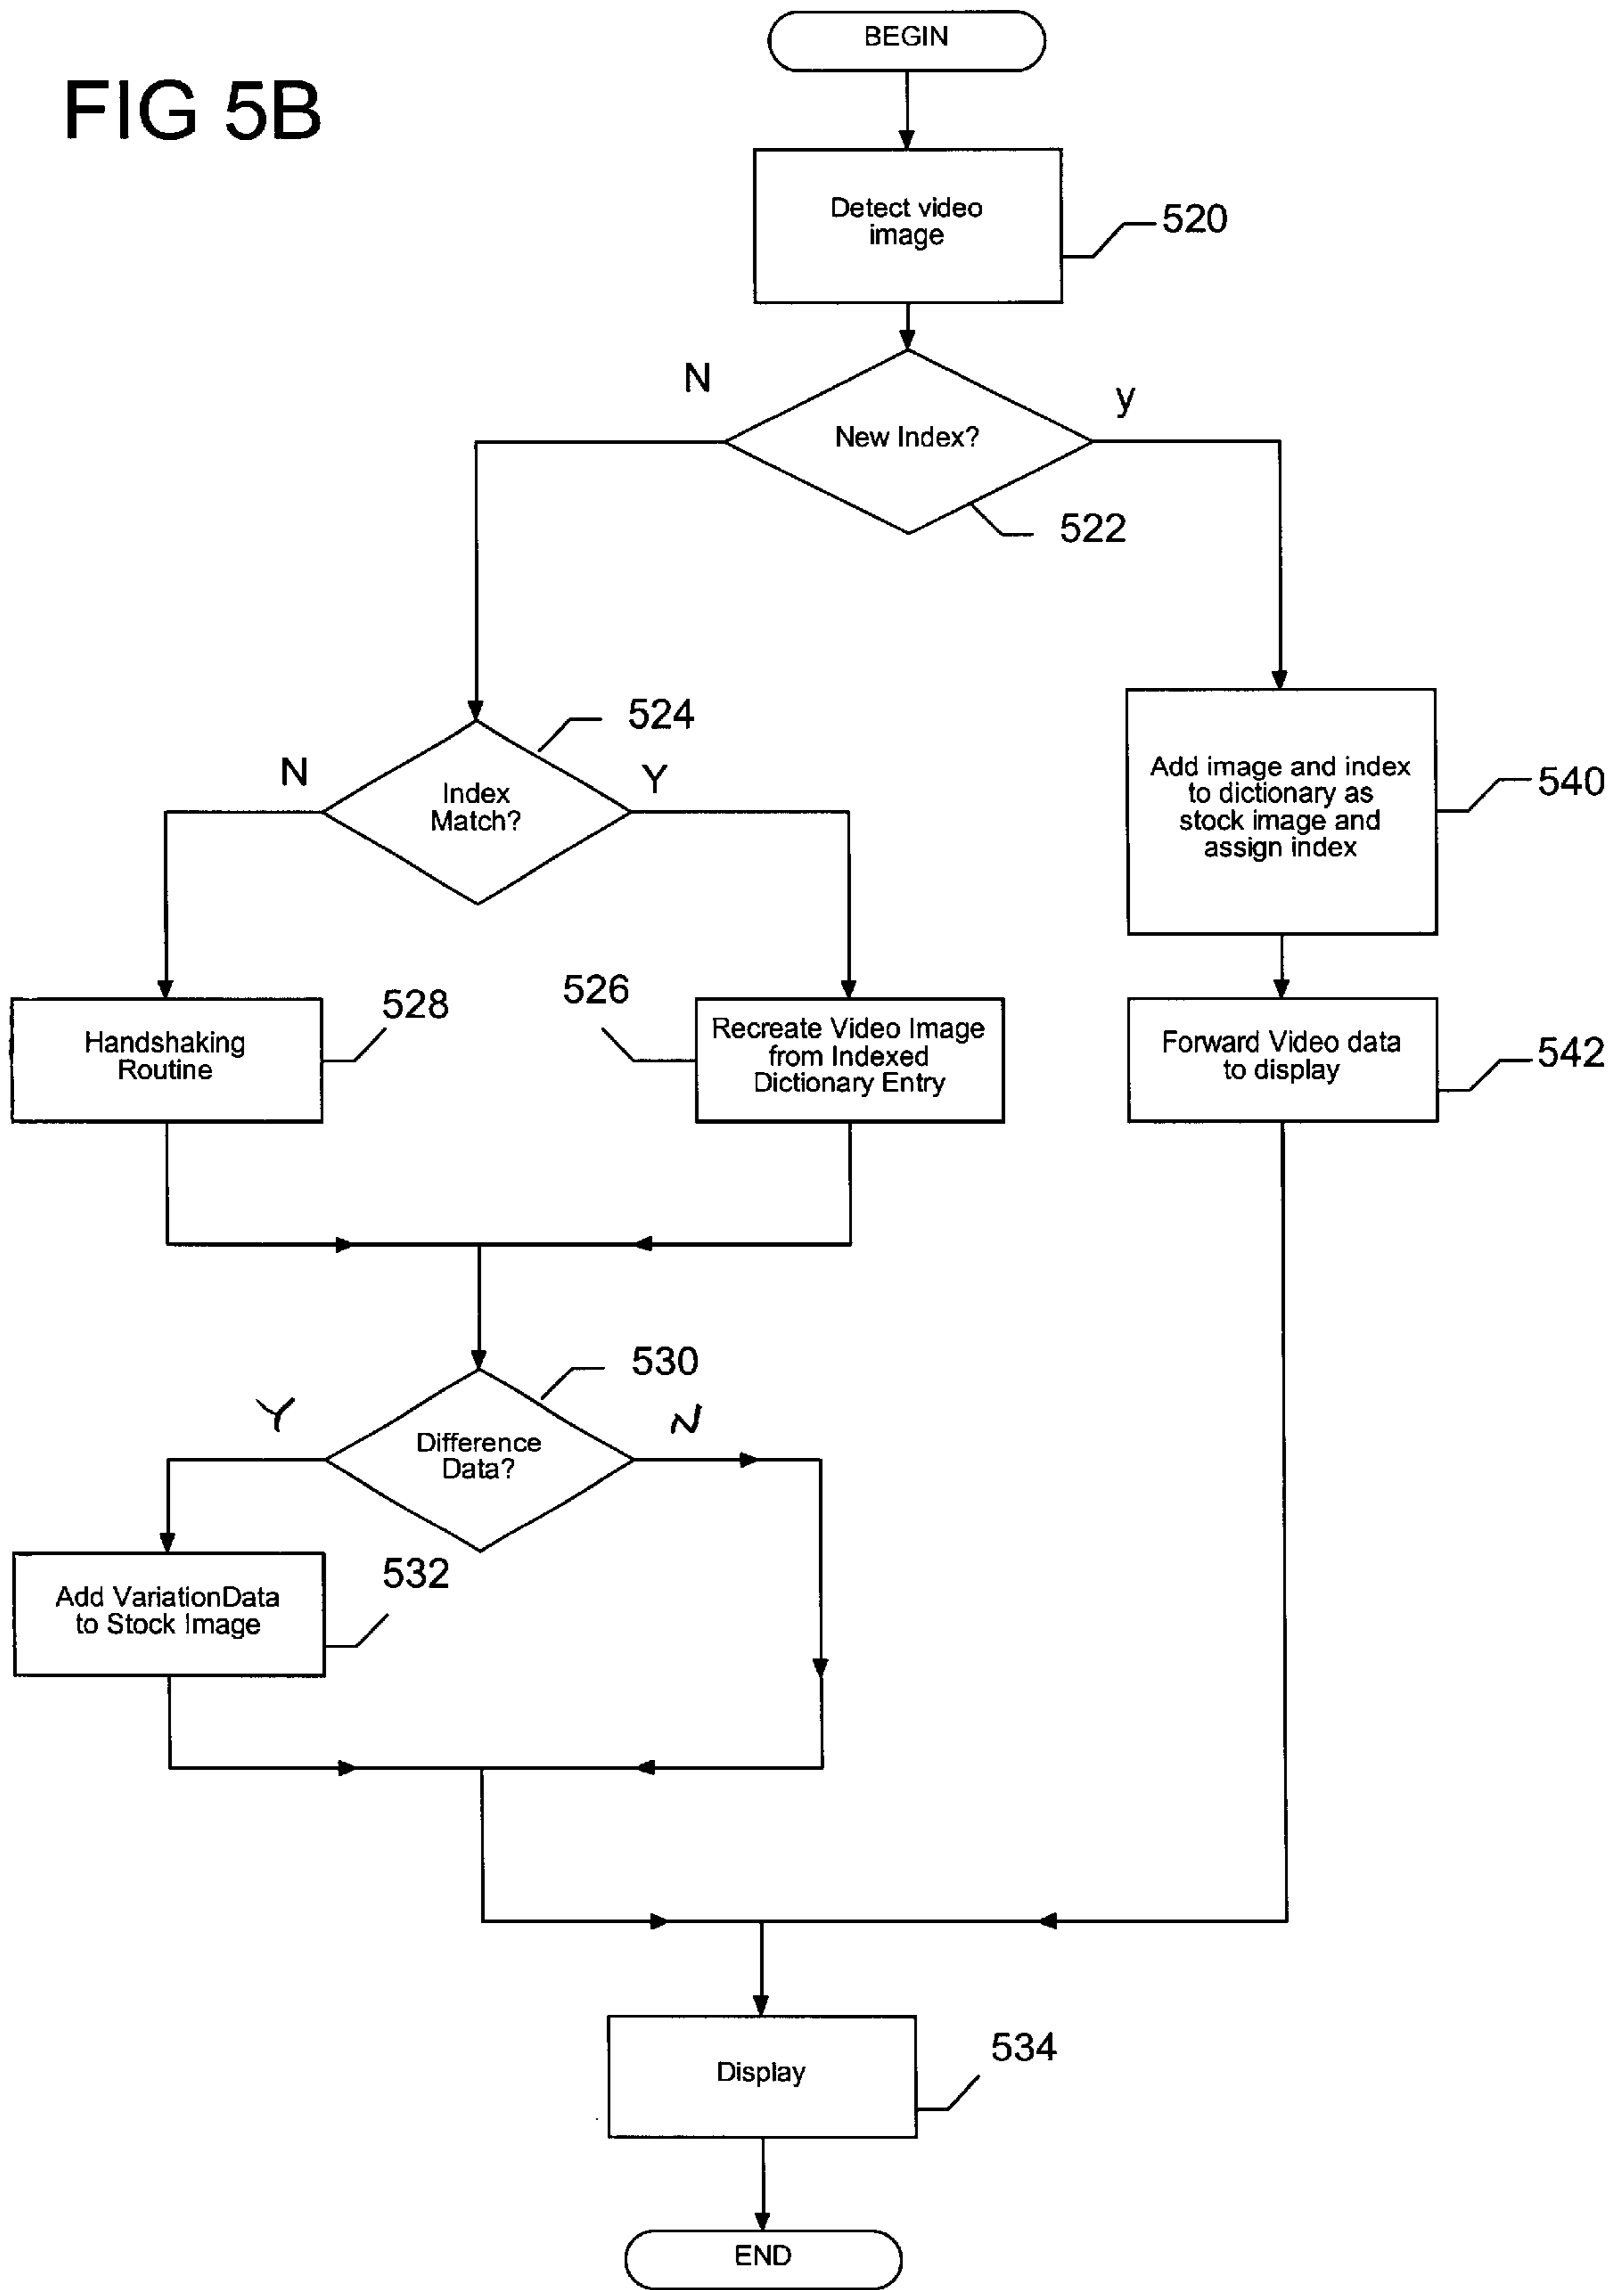 FIG 5B
BEGIN
Detect video
image
520
N
y
New Index?
522
524
N
Y
Index
Match?
Add image and index
to dictionary as
stock image and
assign index
540
528
526
Handshaking
Routine
Recreate Video Image
from Indexed
Dictionary Entry
Forward Video data
to display
542
530
Y
N
Difference
Data?
532
Add VariationData
to Stock Image
534
Display
END